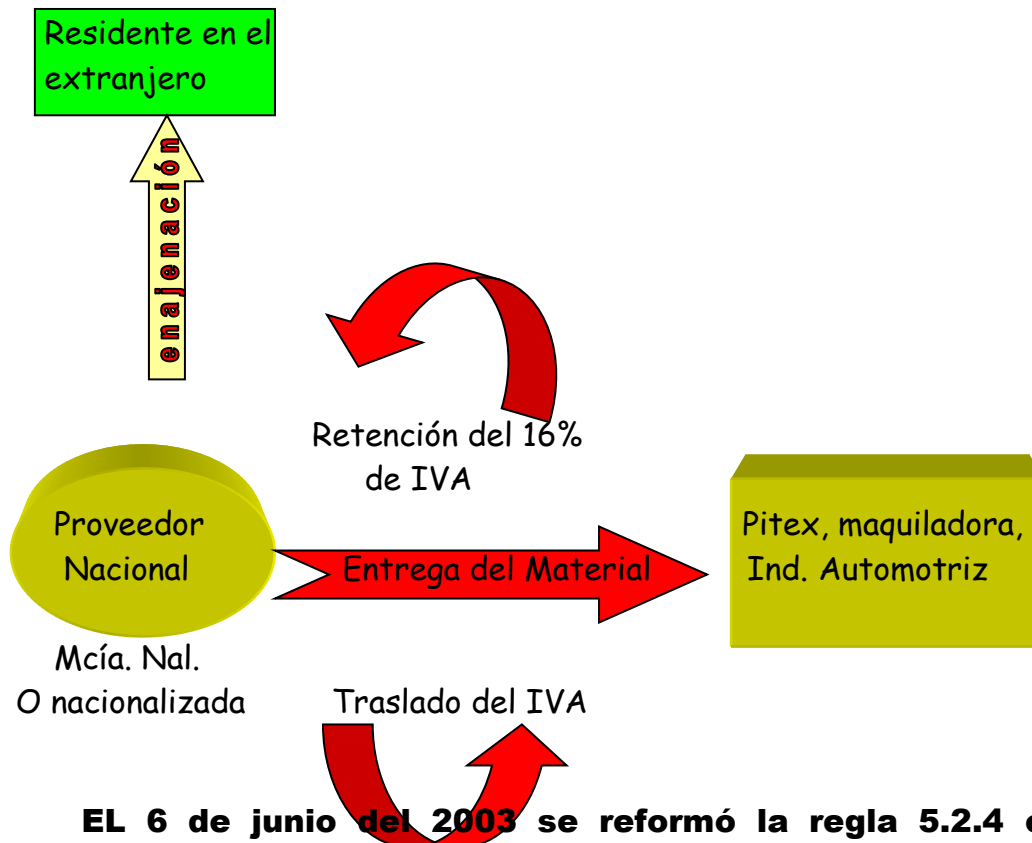 Residente en el
extranjero
enajenación
Retención del 16%
de IVA
Proveedor
Nacional
Entrega del Material
Pitex, maquiladora,
Ind. Automotriz
Mcía. Nal.
O nacionalizada
Traslado del IVA
EL 6 de junio del 2003 se reformó la regla 5.2.4